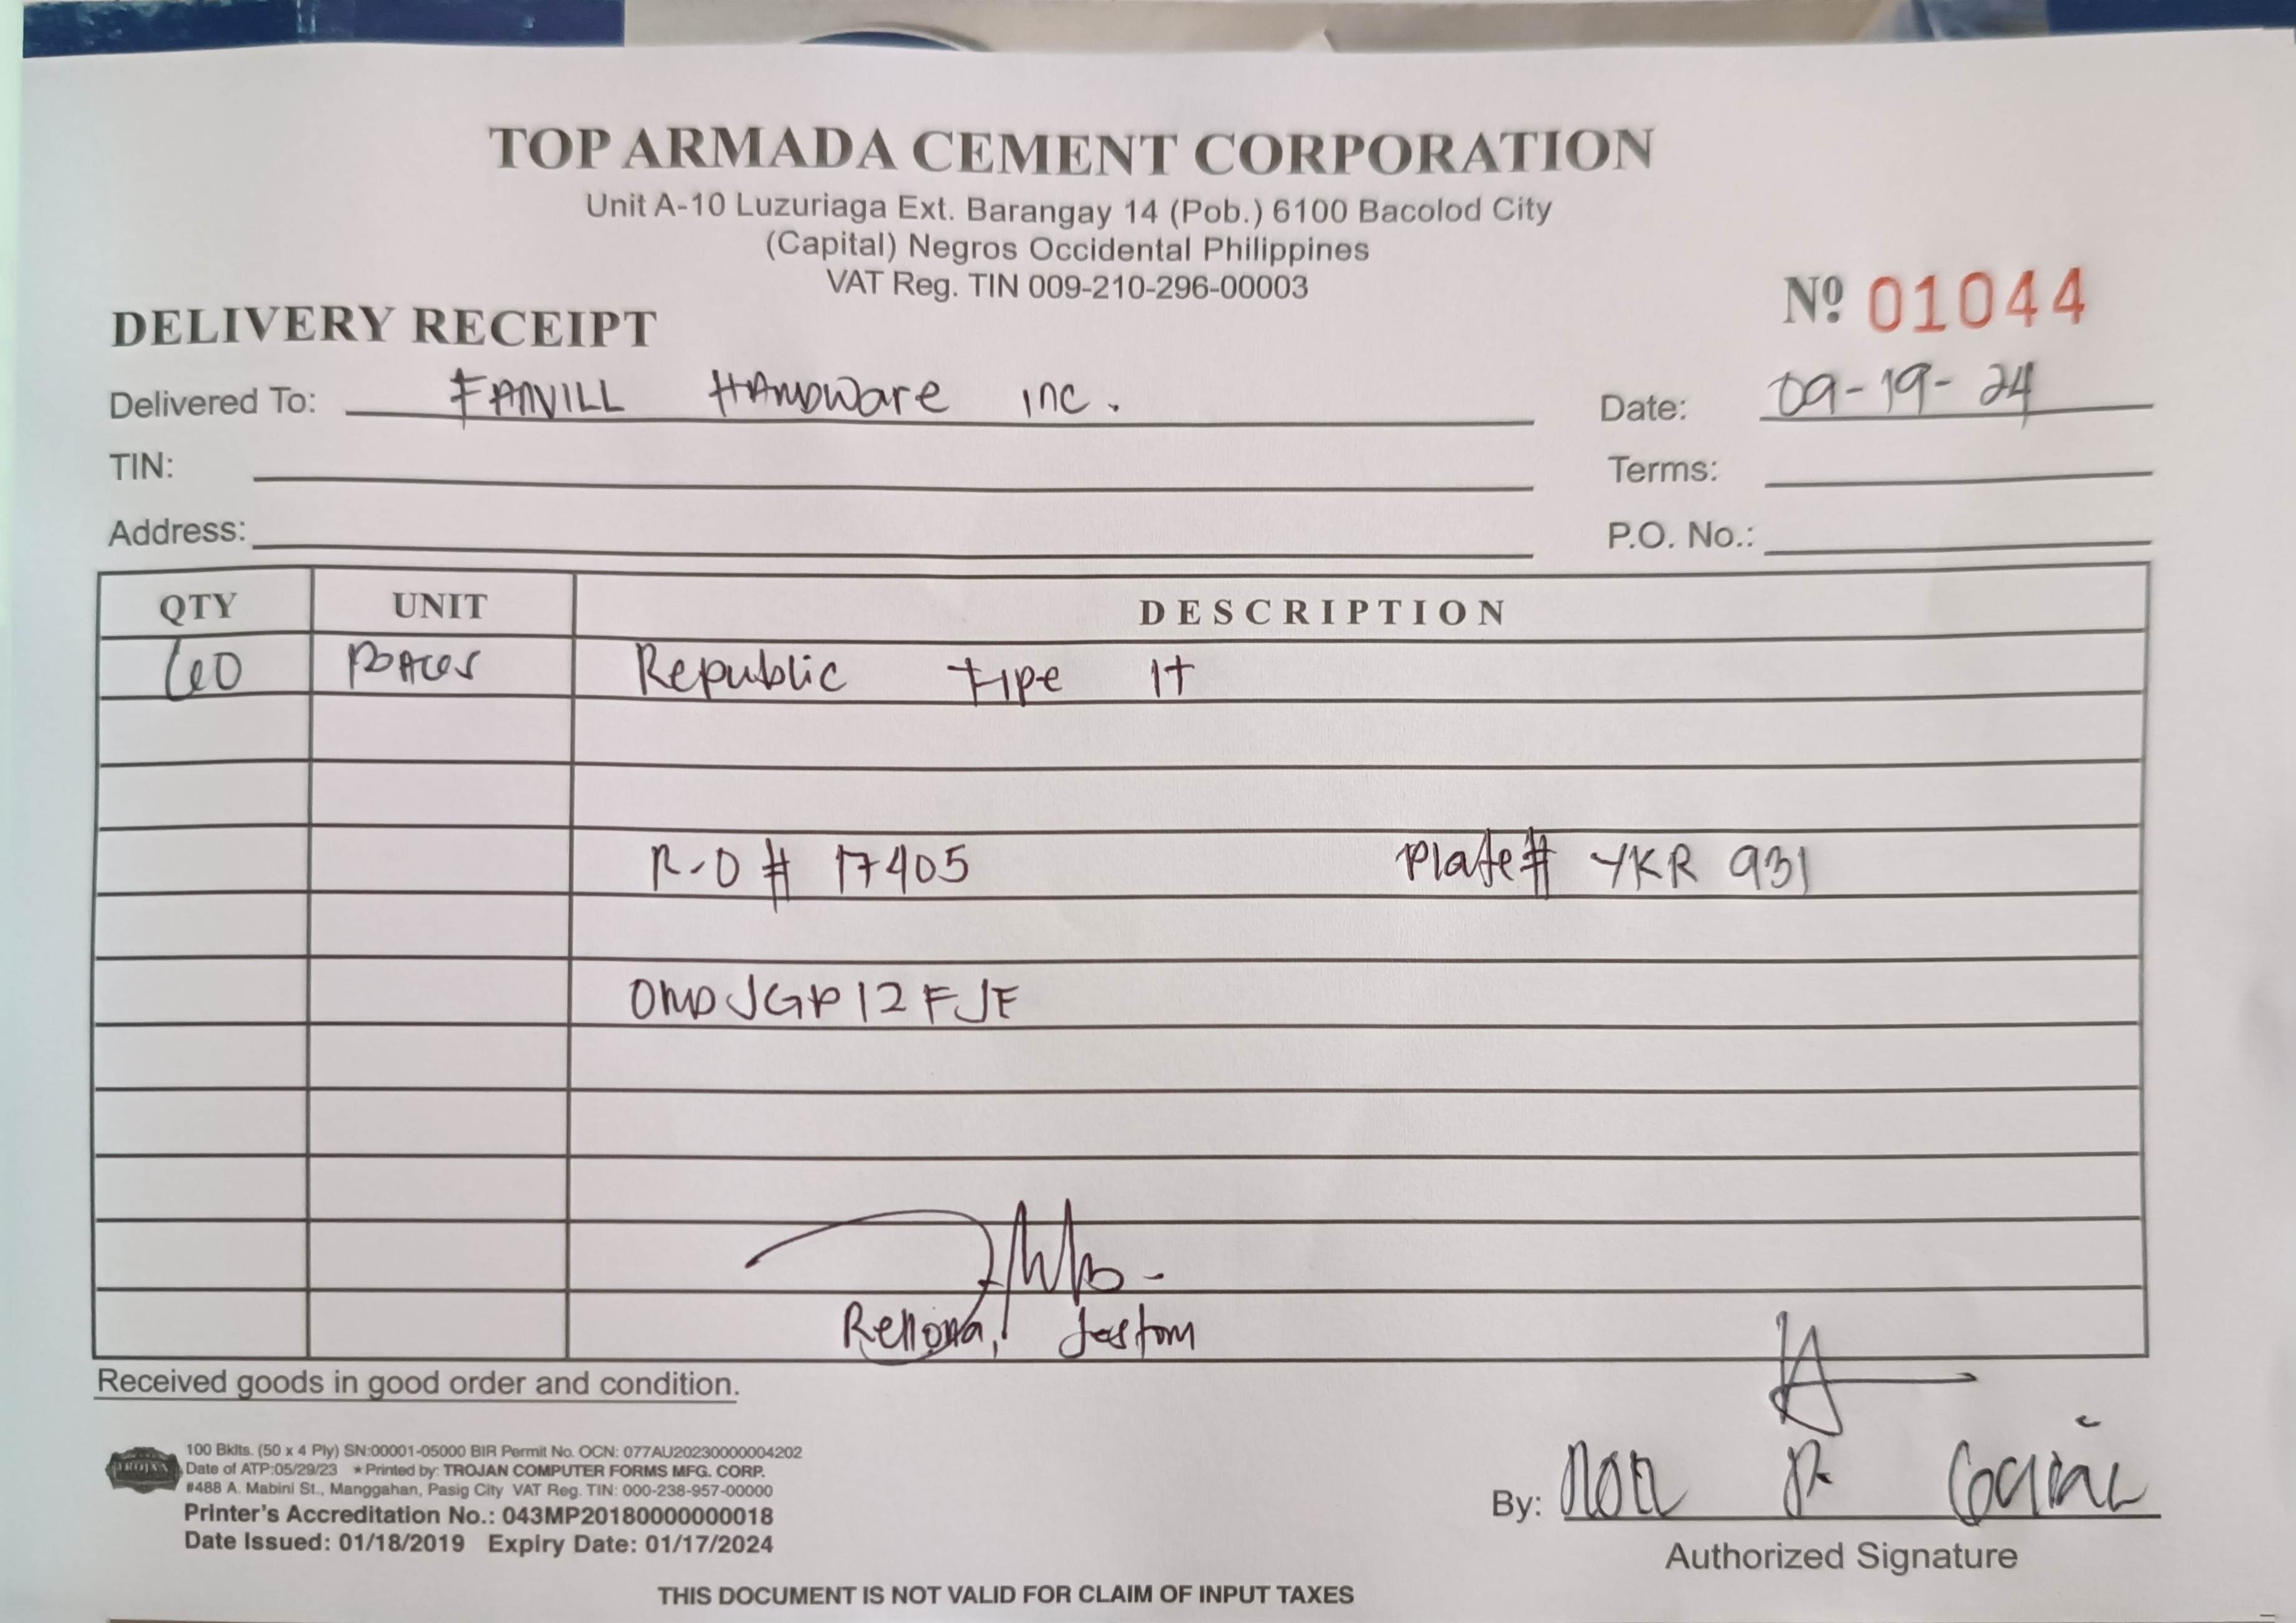 TOP ARMADA CEMENT CORPORATION
Unit A-10 Luzuriaga Ext. Barangay 14 (Pob.) 6100 Bacolod City
(Capital) Negros Occidental Philippines
VAT Reg. TIN 009-210-296-00003
Nº 01044
DELIVERY RECEIPT
Delivered To: FANVILL HARDWare inc.
Date: 09-19-24
TIN:
Terms:
Address:
P.O. No.:
QTY UNIT DESCRIPTION
Republic type 1T
R-O # 17405 Plate# YKR 931
OMDJGP12FJF
Rellona,
Received goods in good order and condition.
100 Bklts. (50 x 4 Ply) SN:00001-05000 BIR Permit No. OCN: 077AU20230000004202
TROJAN
Date of ATP:05/29/23 ★Printed by: TROJAN COMPUTER FORMS MFG. CORP.
#488 A. Mabini St., Manggahan, Pasig City VAT Reg. TIN: 000-238-957-00000
Printer's Accreditation No.: 043MP20180000000018
Date Issued: 01/18/2019 Expiry Date: 01/17/2024
By:
Authorized Signature
THIS DOCUMENT IS NOT VALID FOR CLAIM OF INPUT TAXES